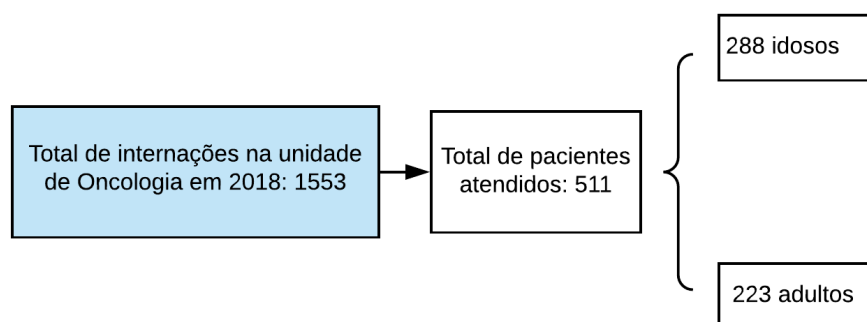 288 idosos
Total de internações na unidade
de Oncologia em 2018: 1553
Total de pacientes
atendidos: 511
223 adultos